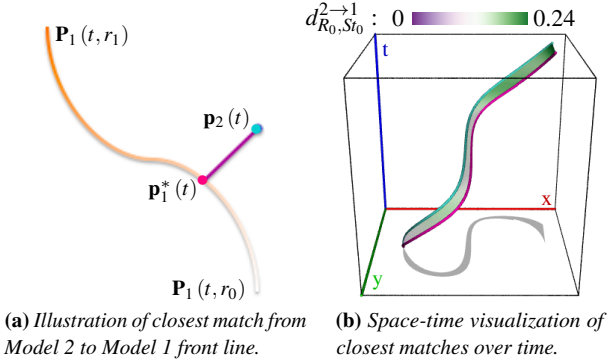 P₁ (t, r₁)
p₂ (t)
p₁* (t)
P₁ (t, r₀)
(a) Illustration of closest match from
Model 2 to Model 1 front line.
d^{2→1}_{R₀,St₀} : 0 0.24
t
x
y
(b) Space-time visualization of
closest matches over time.